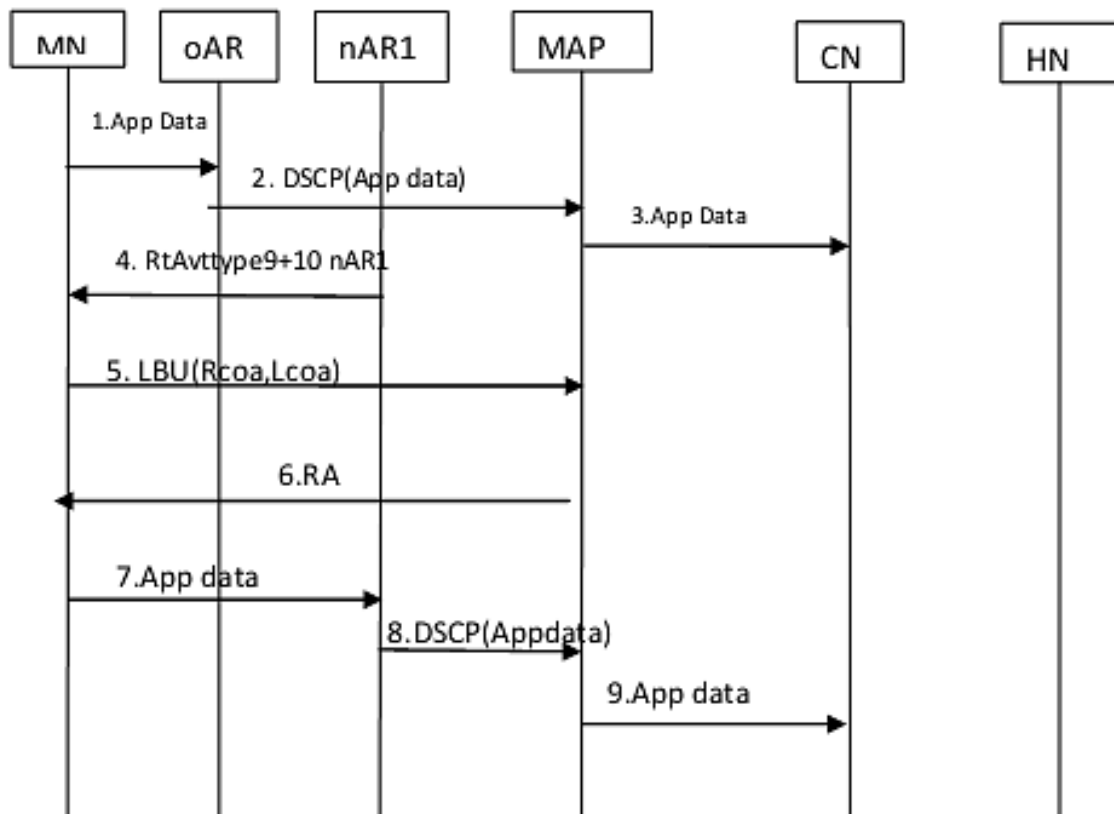 MN
oAR
nAR1
MAP
CN
HN
1.App Data
2. DSCP(App data)
3.App Data
4. RtAvttype9+10 nAR1
5. LBU(Rcoa,Lcoa)
6.RA
7.App data
8.DSCP(Appdata)
9.App data